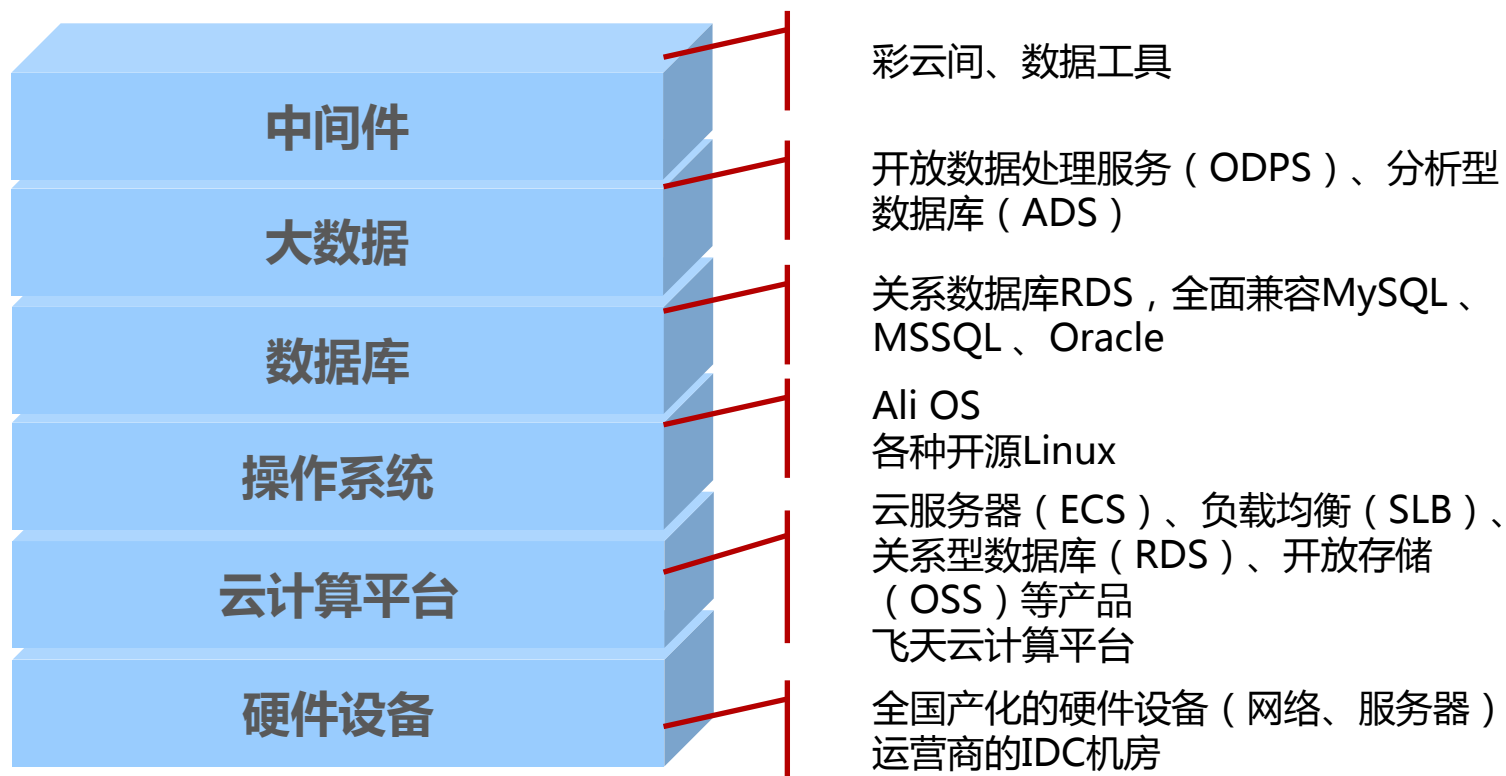 中间件
彩云间、数据工具
大数据
开放数据处理服务（ODPS）、分析型
数据库（ADS）
数据库
关系数据库RDS，全面兼容MySQL 、
MSSQL 、Oracle
操作系统
Ali OS
各种开源Linux
云计算平台
云服务器（ECS）、负载均衡（SLB）、
关系型数据库（RDS）、开放存储
（OSS）等产品
飞天云计算平台
硬件设备
全国产化的硬件设备（网络、服务器）
运营商的IDC机房